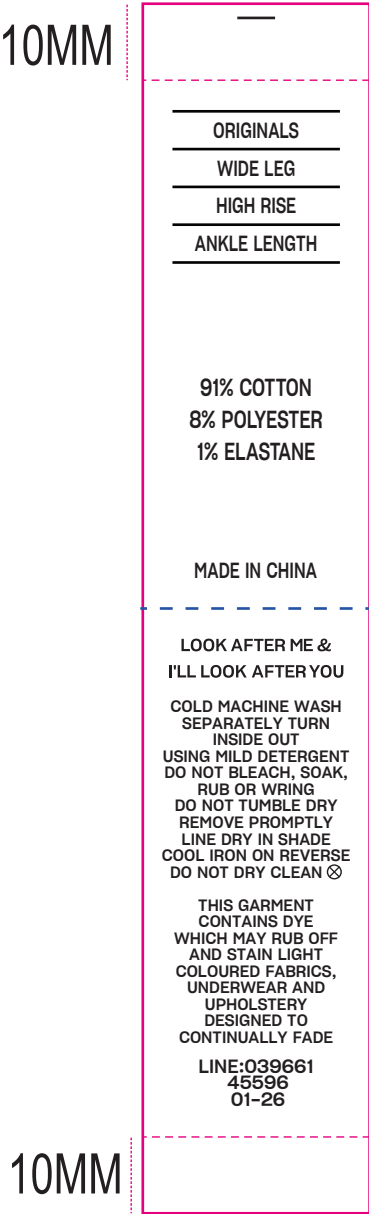 10MM
ORIGINALS
WIDE LEG
HIGH RISE
ANKLE LENGTH
91% COTTON
8% POLYESTER
1% ELASTANE
MADE IN CHINA
LOOK AFTER ME &
I'LL LOOK AFTER YOU
COLD MACHINE WASH
SEPARATELY TURN
INSIDE OUT
USING MILD DETERGENT
DO NOT BLEACH, SOAK,
RUB OR WRING
DO NOT TUMBLE DRY
REMOVE PROMPTLY
LINE DRY IN SHADE
COOL IRON ON REVERSE
DO NOT DRY CLEAN
THIS GARMENT
CONTAINS DYE
WHICH MAY RUB OFF
AND STAIN LIGHT
COLOURED FABRICS,
UNDERWEAR AND
UPHOLSTERY
DESIGNED TO
CONTINUALLY FADE
LINE:039661
45596
01-26
10MM